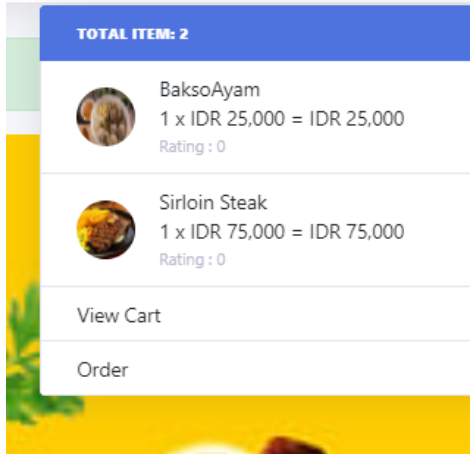 TOTAL ITEM: 2
BaksoAyam
1 x IDR 25,000 = IDR 25,000
Rating : 0
Sirloin Steak
1 x IDR 75,000 = IDR 75,000
Rating : 0
View Cart
Order